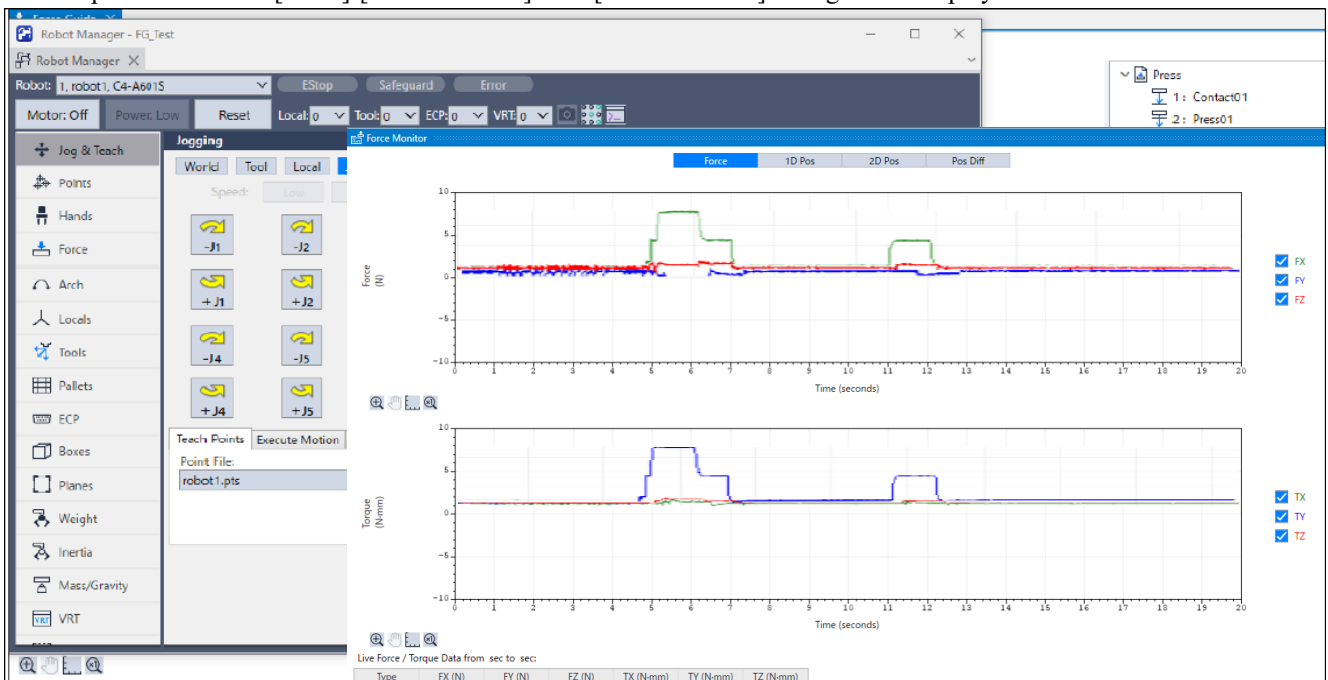 Force Guide
Robot Manager - FG_Test
Robot Manager
Robot: 1, robot1, C4-A601S EStop Safeguard Error
Motor: Off Power: Low Reset Local: 0 Tool: 0 ECP: 0 VRT: 0
Press
1: Contact01
2: Press01
Jog & Teach
Points
Hands
Force
Arch
Locals
Tools
Pallets
ECP
Boxes
Planes
Weight
Inertia
Mass/Gravity
VRT
Jogging
World Tool Local
Speed: Low
-J1 -J2
+J1 +J2
-J4 -J5
+J4 +J5
Teach Points Execute Motion
Point File:
robot1.pts
Force Monitor
Force 1D Pos 2D Pos Pos Diff
10
5
0
-5
-10
Force
(N)
0 1 2 3 4 5 6 7 8 9 10 11 12 13 14 15 16 17 18 19 20
Time (seconds)
FX
FY
FZ
10
5
0
-5
-10
Torque
(N-mm)
0 1 2 3 4 5 6 7 8 9 10 11 12 13 14 15 16 17 18 19 20
Time (seconds)
TX
TY
TZ
Live Force / Torque Data from sec to sec:
Type FX (N) FY (N) FZ (N) TX (N-mm) TY (N-mm) TZ (N-mm)